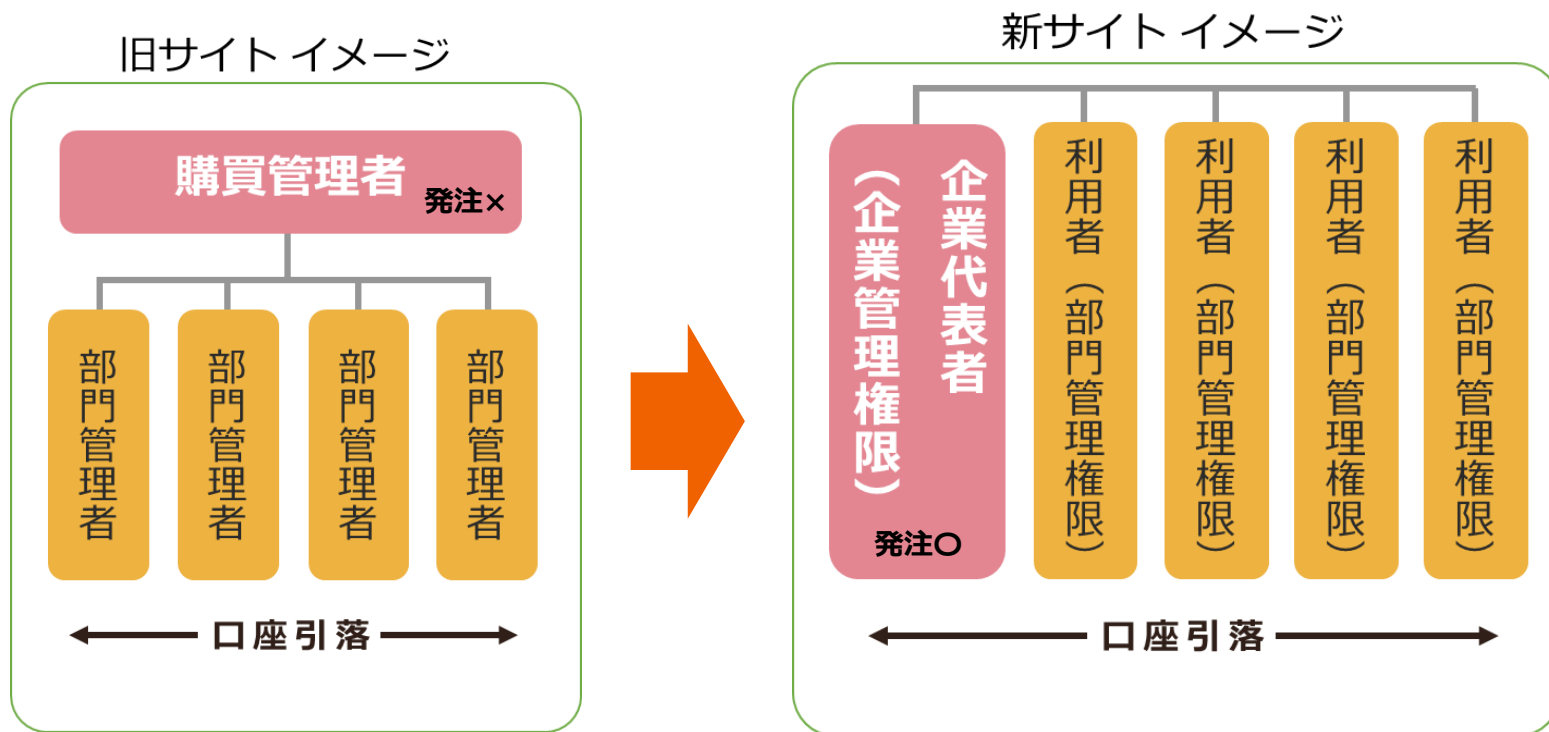 旧サイト イメージ
購買管理者
発注×
部門管理者
部門管理者
部門管理者
部門管理者
口座引落
新サイト イメージ
企業代表者
（企業管理権限）
発注〇
利用者（部門管理権限）
利用者（部門管理権限）
利用者（部門管理権限）
利用者（部門管理権限）
口座引落